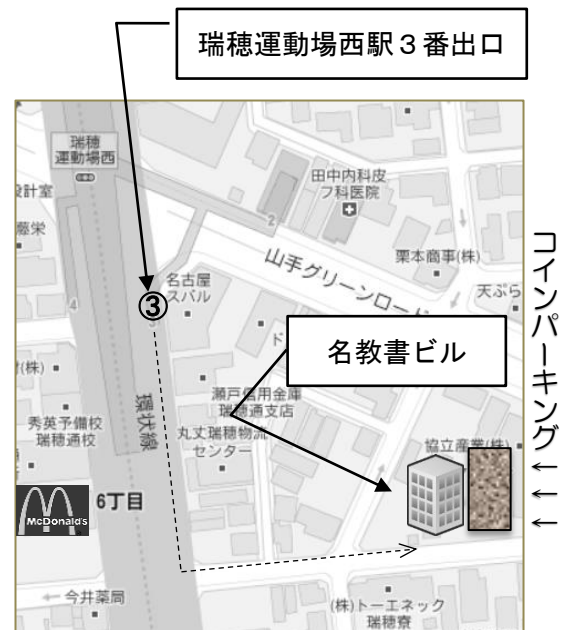 瑞穂運動場西駅３番出口
瑞穂
運動場西
設計室
藤栄
田中内科皮
フ科医院
2
山手グリーンロード
栗本商事(株)
天ぷら
コインパーキング
←
←
←
名古屋
スバル
③
4
ド
名教書ビル
(株)
秀英予備校
瑞穂通校
環状線
瀬戸信用金庫
瑞穂通支店
丸丈瑞穂物流
センター
協立産業(株)
McDonald's
6丁目
今井薬局
(株)トーエネック
瑞穂寮